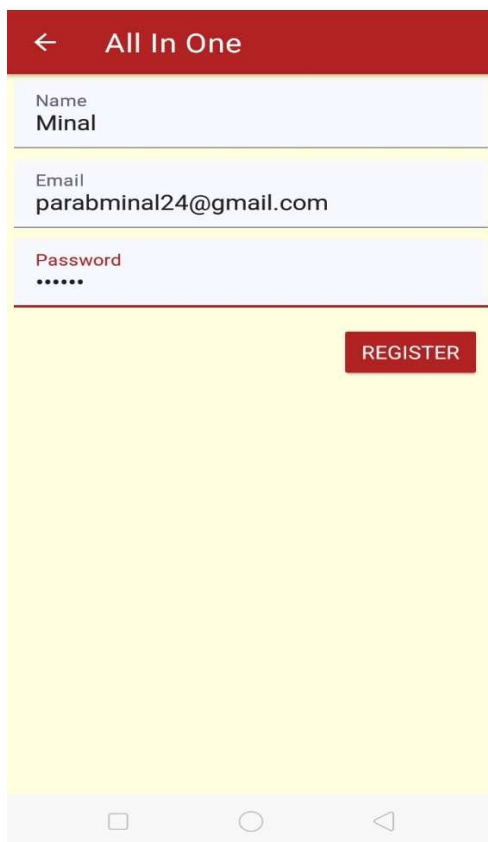 All In One
Name
Minal
Email
parabminal24@gmail.com
Password
••••••
REGISTER